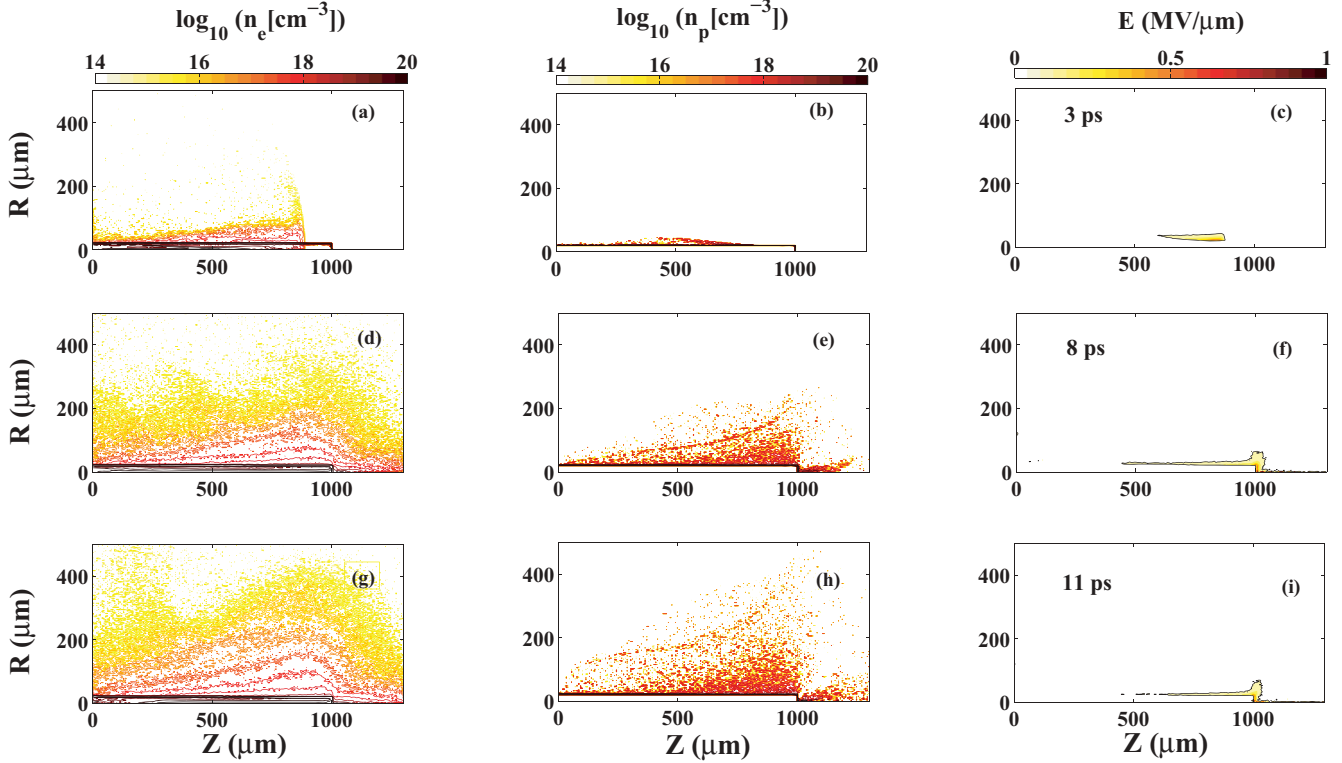 log10 (ne[cm−3]) log10 (np[cm−3]) E (MV/μm)
14 16 18 20 14 16 18 20 0 0.5 1
R (μm) 400 200 0 (a) 400 200 0 (b) 400 200 0 3 ps (c)
0 500 1000 0 500 1000 0 500 1000
R (μm) 400 200 0 (d) 400 200 0 (e) 400 200 0 8 ps (f)
0 500 1000 0 500 1000 0 500 1000
R (μm) 400 200 0 (g) 400 200 0 (h) 400 200 0 11 ps (i)
0 500 1000 0 500 1000 0 500 1000
Z (μm) Z (μm) Z (μm)